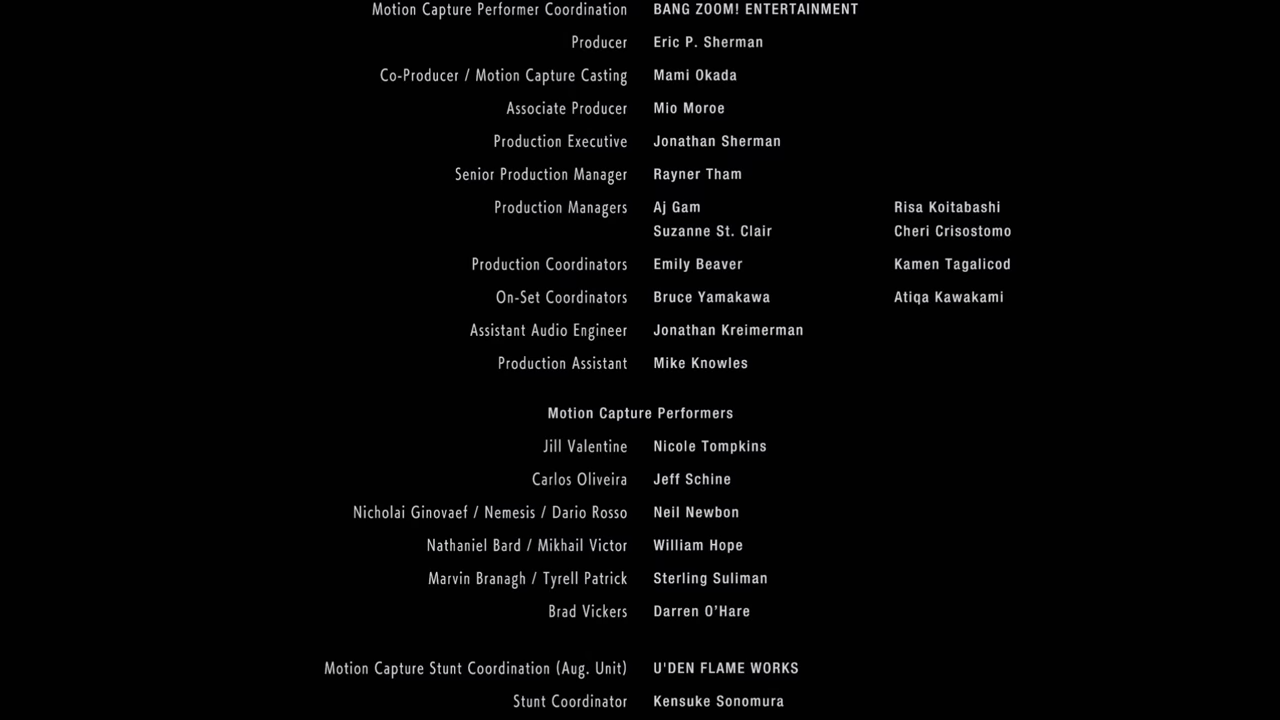 Motion Capture Performer Coordination BANG ZOOM! ENTERTAINMENT
Producer Eric P. Sherman
Co-Producer / Motion Capture Casting Mami Okada
Associate Producer Mio Moroe
Production Executive Jonathan Sherman
Senior Production Manager Rayner Tham
Production Managers Aj Gam Risa Koitabashi
Suzanne St. Clair Cheri Crisostomo
Production Coordinators Emily Beaver Kamen Tagalicod
On-Set Coordinators Bruce Yamakawa Atiqa Kawakami
Assistant Audio Engineer Jonathan Kreimerman
Production Assistant Mike Knowles
Motion Capture Performers
Jill Valentine Nicole Tompkins
Carlos Oliveira Jeff Schine
Nicholai Ginovaef / Nemesis / Dario Rosso Neil Newbon
Nathaniel Bard / Mikhail Victor William Hope
Marvin Branagh / Tyrell Patrick Sterling Suliman
Brad Vickers Darren O’Hare
Motion Capture Stunt Coordination (Aug. Unit) U'DEN FLAME WORKS
Stunt Coordinator Kensuke Sonomura